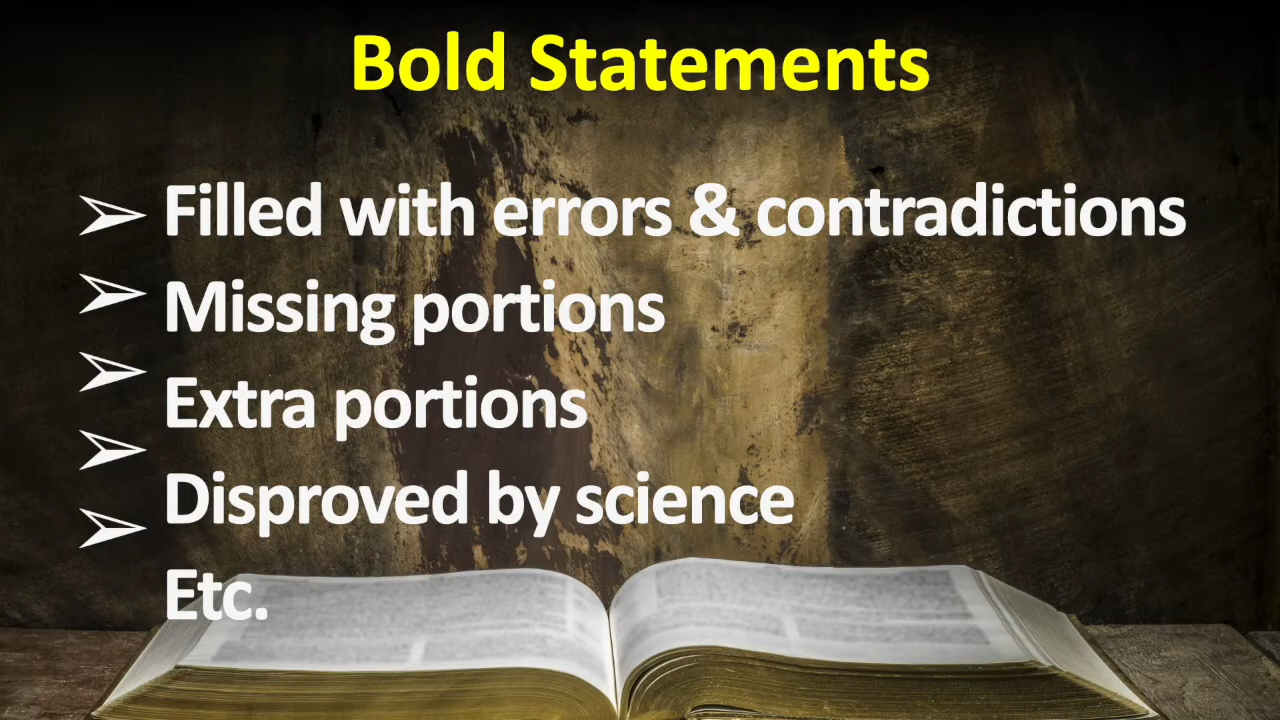 Bold Statements
Filled with errors & contradictions
Missing portions
Extra portions
Disproved by science
Etc.